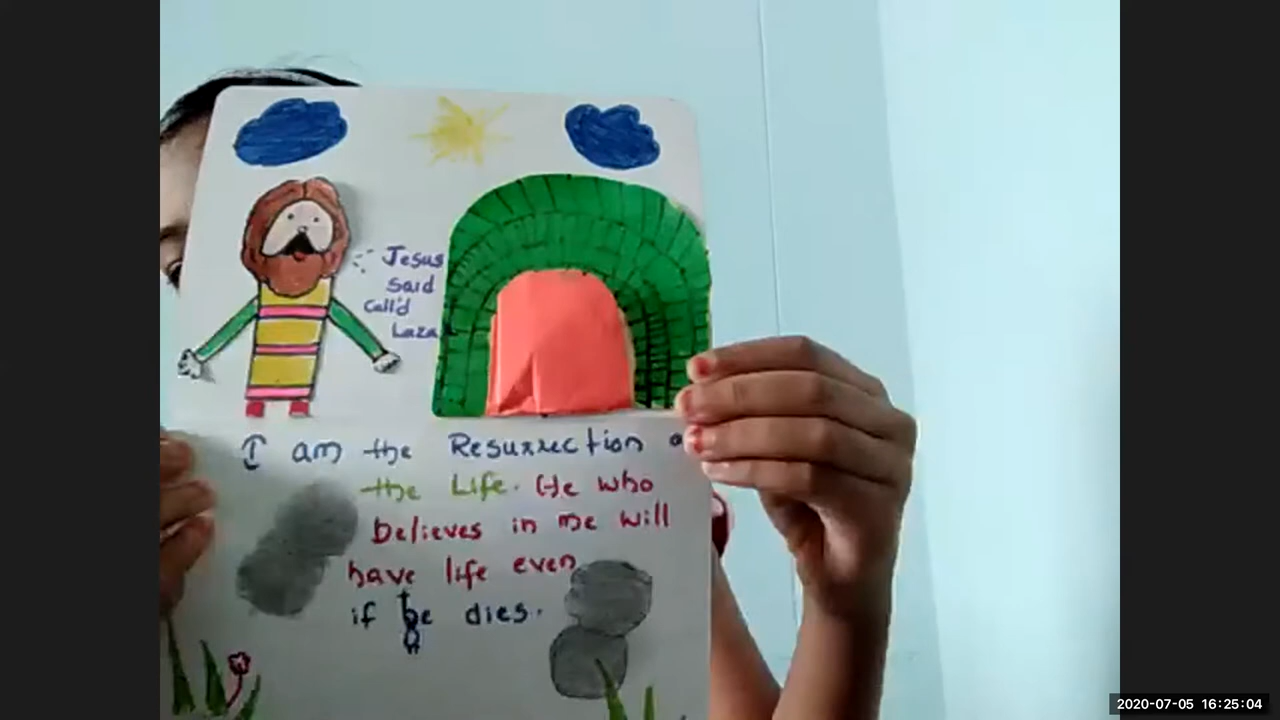 Jesus
said
Call'd
Laza
I am the Resurrection a
the Life. He who
believes in me will
have life even
if he dies.
2020-07-05 16:25:04